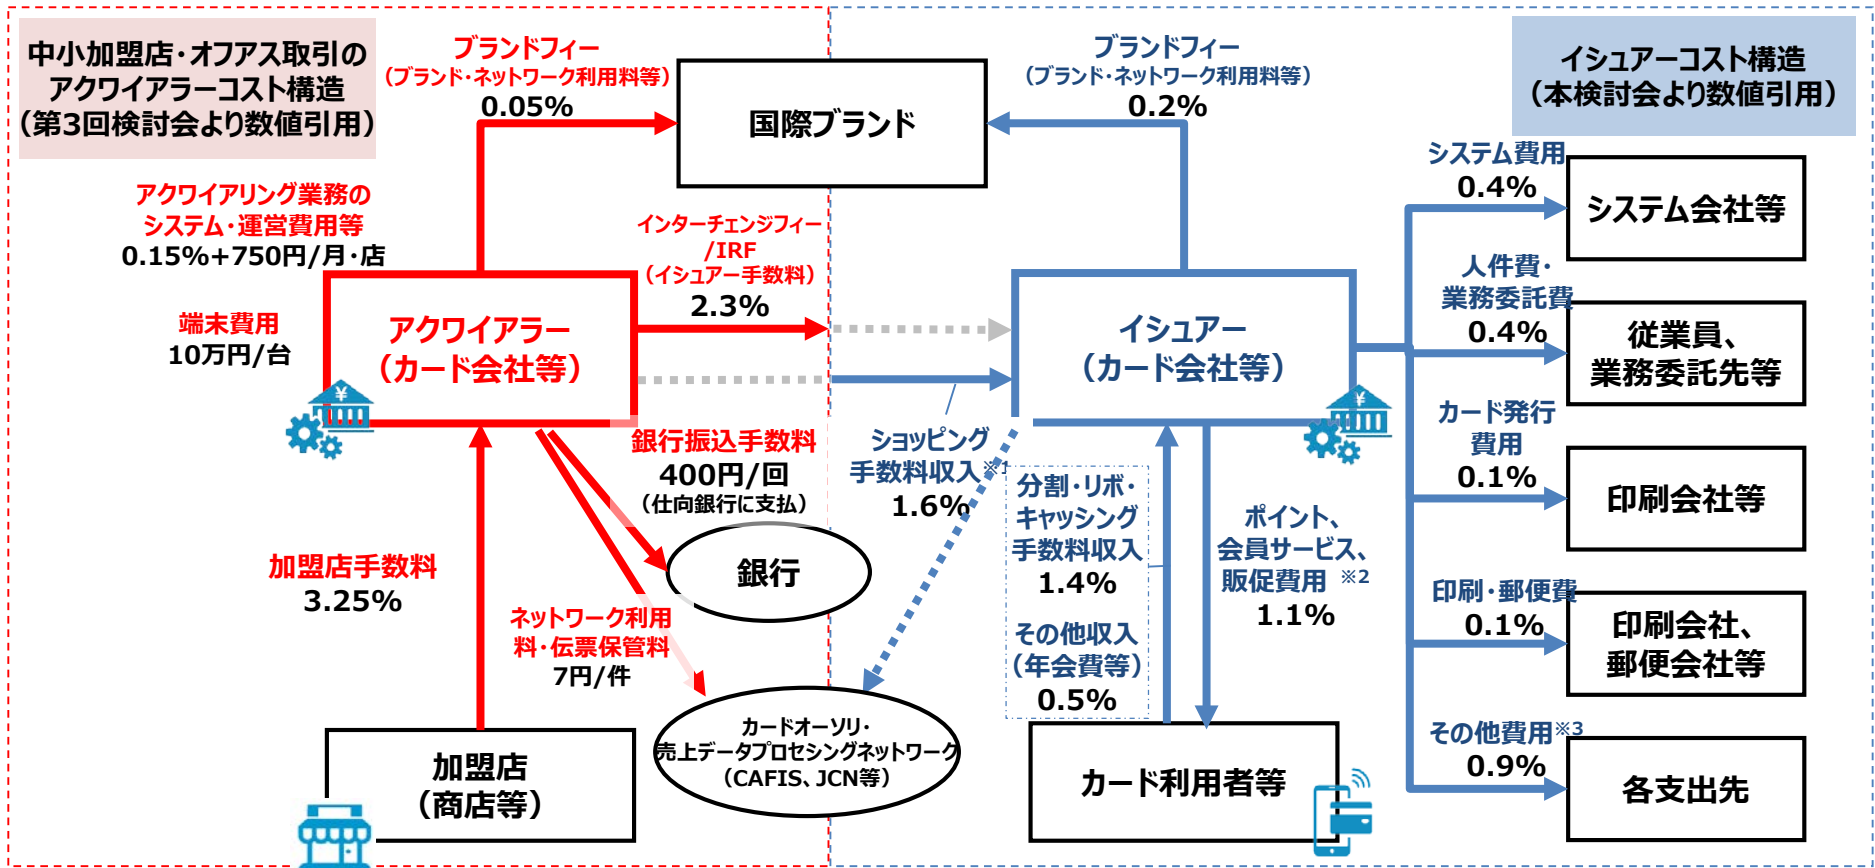 中小加盟店・オフアス取引の
アクワイアラーコスト構造
（第3回検討会より数値引用）
ブランドフィー
（ブランド・ネットワーク利用料等）
0.05%
国際ブランド
ブランドフィー
（ブランド・ネットワーク利用料等）
0.2%
イシュアーコスト構造
（本検討会より数値引用）
アクワイアリング業務の
システム・運営費用等
0.15%+750円/月・店
インターチェンジフィー
/IRF
（イシュアー手数料）
2.3%
システム費用
0.4%
システム会社等
端末費用
10万円/台
アクワイアラー
（カード会社等）
イシュアー
（カード会社等）
人件費・
業務委託費
0.4%
従業員、
業務委託先等
銀行振込手数料
400円/回
（仕向銀行に支払）
ショッピング
手数料収入※1
1.6%
カード発行
費用
0.1%
印刷会社等
分割・リボ・
キャッシング
手数料収入
1.4%
その他収入
（年会費等）
0.5%
ポイント、
会員サービス、
販促費用 ※2
1.1%
加盟店手数料
3.25%
銀行
ネットワーク利用
料・伝票保管料
7円/件
印刷・郵便費
0.1%
印刷会社、
郵便会社等
加盟店
（商店等）
カードオーソリ・
売上データプロセシングネットワーク
（CAFIS、JCN等）
カード利用者等
その他費用※3
0.9%
各支出先